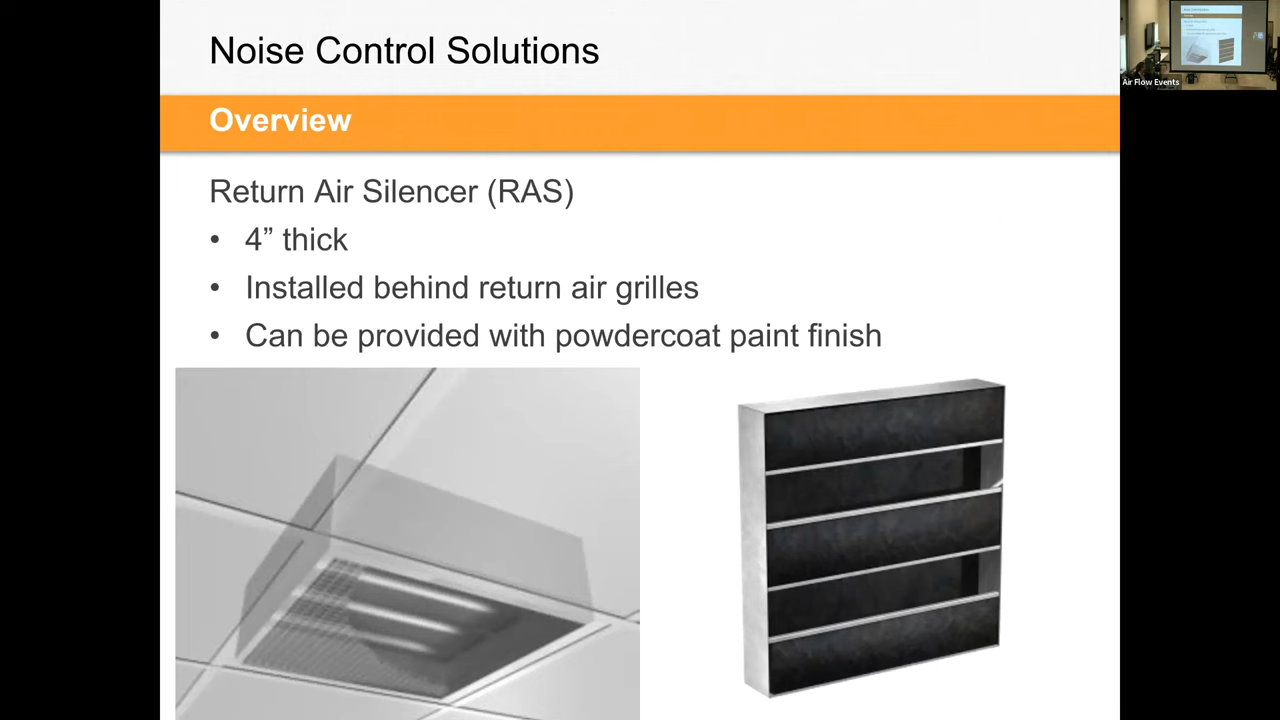 Noise Control Solutions
Overview
Return Air Silencer (RAS)
• 4” thick
• Installed behind return air grilles
• Can be provided with powdercoat paint finish
Air Flow Events